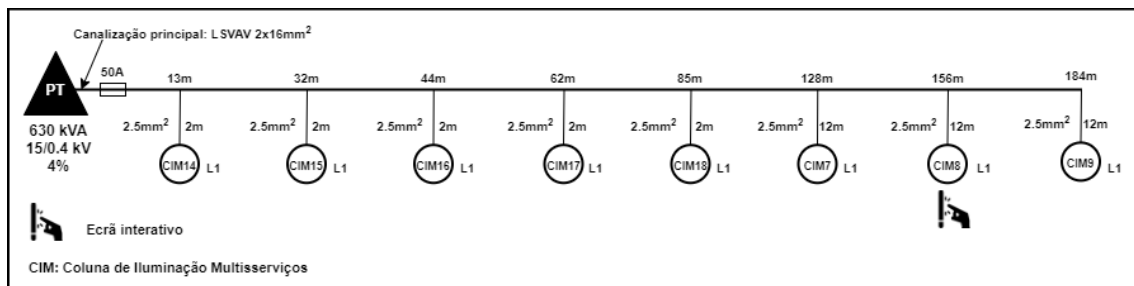 Canalização principal: LSVAV 2x16mm²
PT
50A
13m
32m
44m
62m
85m
128m
156m
184m
630 kVA
15/0.4 kV
4%
2.5mm² 2m
2.5mm² 2m
2.5mm² 2m
2.5mm² 2m
2.5mm² 2m
2.5mm² 12m
2.5mm² 12m
2.5mm² 12m
CIM14 L1
CIM15 L1
CIM16 L1
CIM17 L1
CIM18 L1
CIM7 L1
CIM8 L1
CIM9 L1
Ecrã interativo
CIM: Coluna de Iluminação Multisserviços